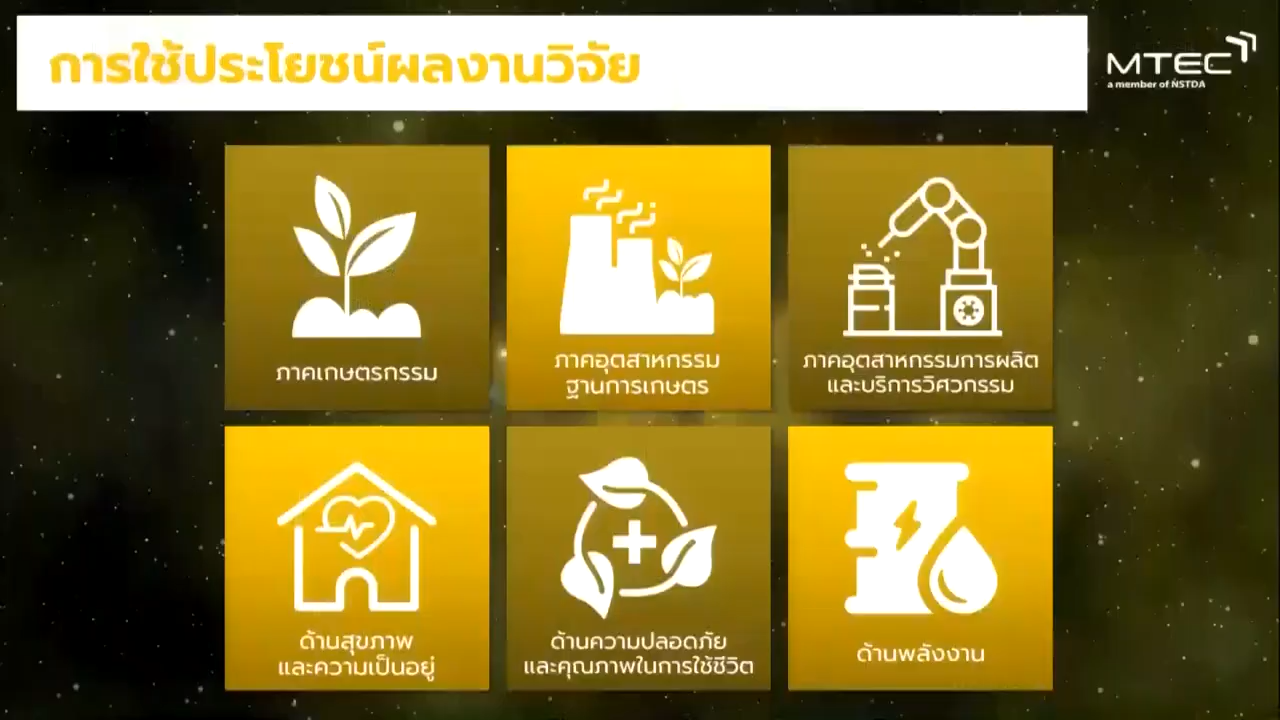 การใช้ประโยชน์ผลงานวิจัย
MTEC
a member of NSTDA
ภาคเกษตรกรรม
ภาคอุตสาหกรรม
ฐานการเกษตร
ภาคอุตสาหกรรมการผลิต
และบริการวิศวกรรม
ด้านสุขภาพ
และความเป็นอยู่
ด้านความปลอดภัย
และคุณภาพในการใช้ชีวิต
ด้านพลังงาน